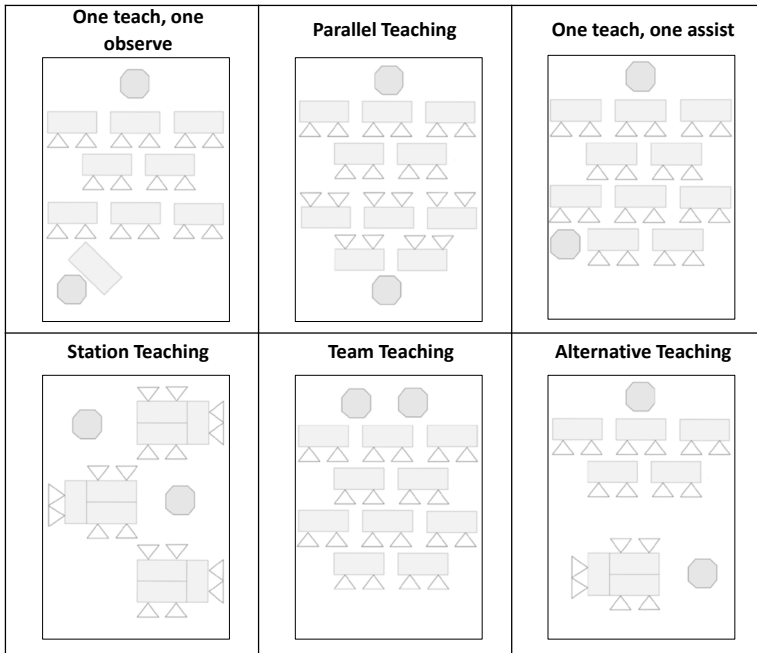 One teach, one
observe
Parallel Teaching
One teach, one assist
Station Teaching
Team Teaching
Alternative Teaching